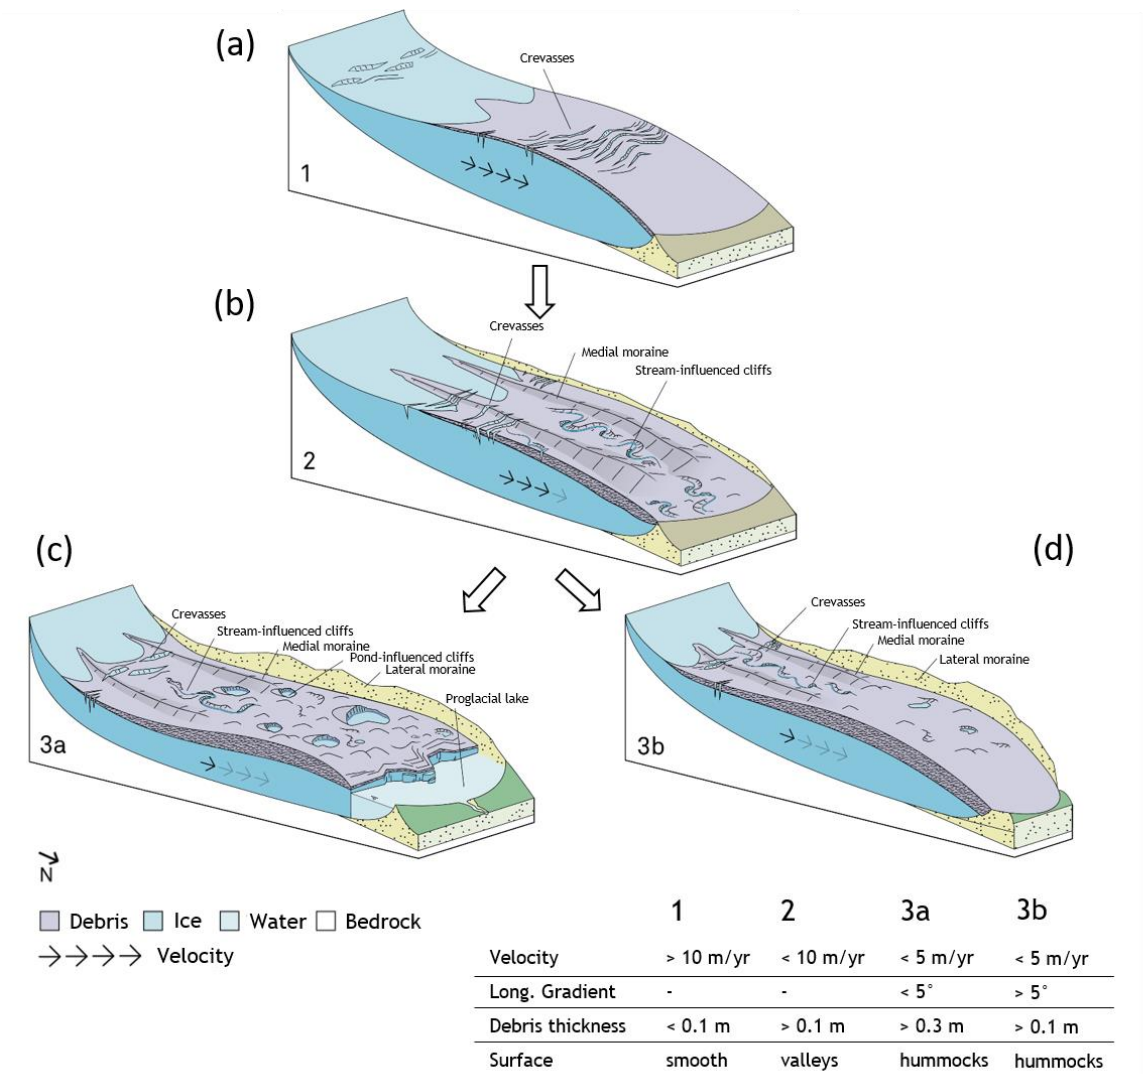 (a)
Crevasses
1
(b)
Crevasses
Medial moraine
Stream-influenced cliffs
2
(c)
Crevasses
Stream-influenced cliffs
Medial moraine
Pond-influenced cliffs
Lateral moraine
Proglacial lake
3a
(d)
Crevasses
Stream-influenced cliffs
Medial moraine
Lateral moraine
3b
N
Debris Ice Water Bedrock
Velocity
1 2 3a 3b
Velocity > 10 m/yr < 10 m/yr < 5 m/yr < 5 m/yr
Long. Gradient - - < 5° > 5°
Debris thickness < 0.1 m > 0.1 m > 0.3 m > 0.1 m
Surface smooth valleys hummocks hummocks